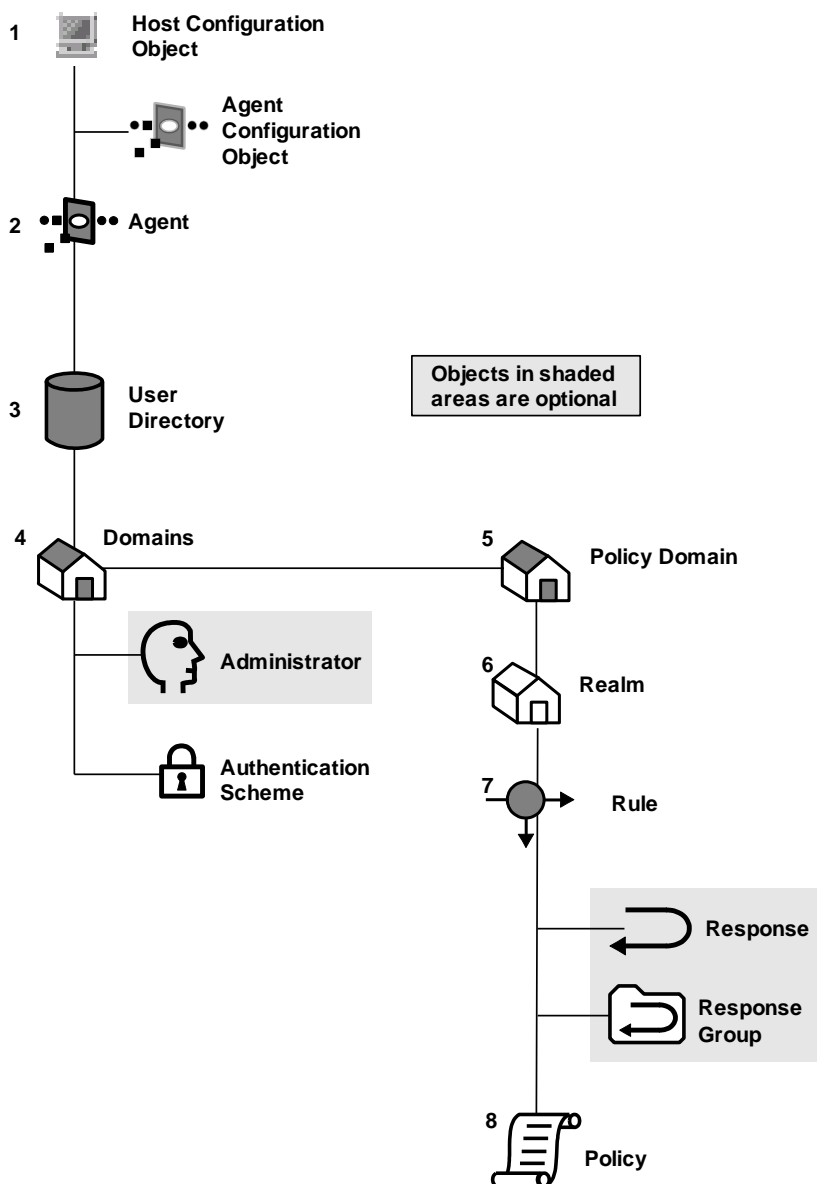 1
Host Configuration
Object
Agent
Configuration
Object
2
Agent
3
User
Directory
Objects in shaded
areas are optional
4
Domains
5
Policy Domain
Administrator
6
Realm
Authentication
Scheme
7
Rule
Response
Response
Group
8
Policy